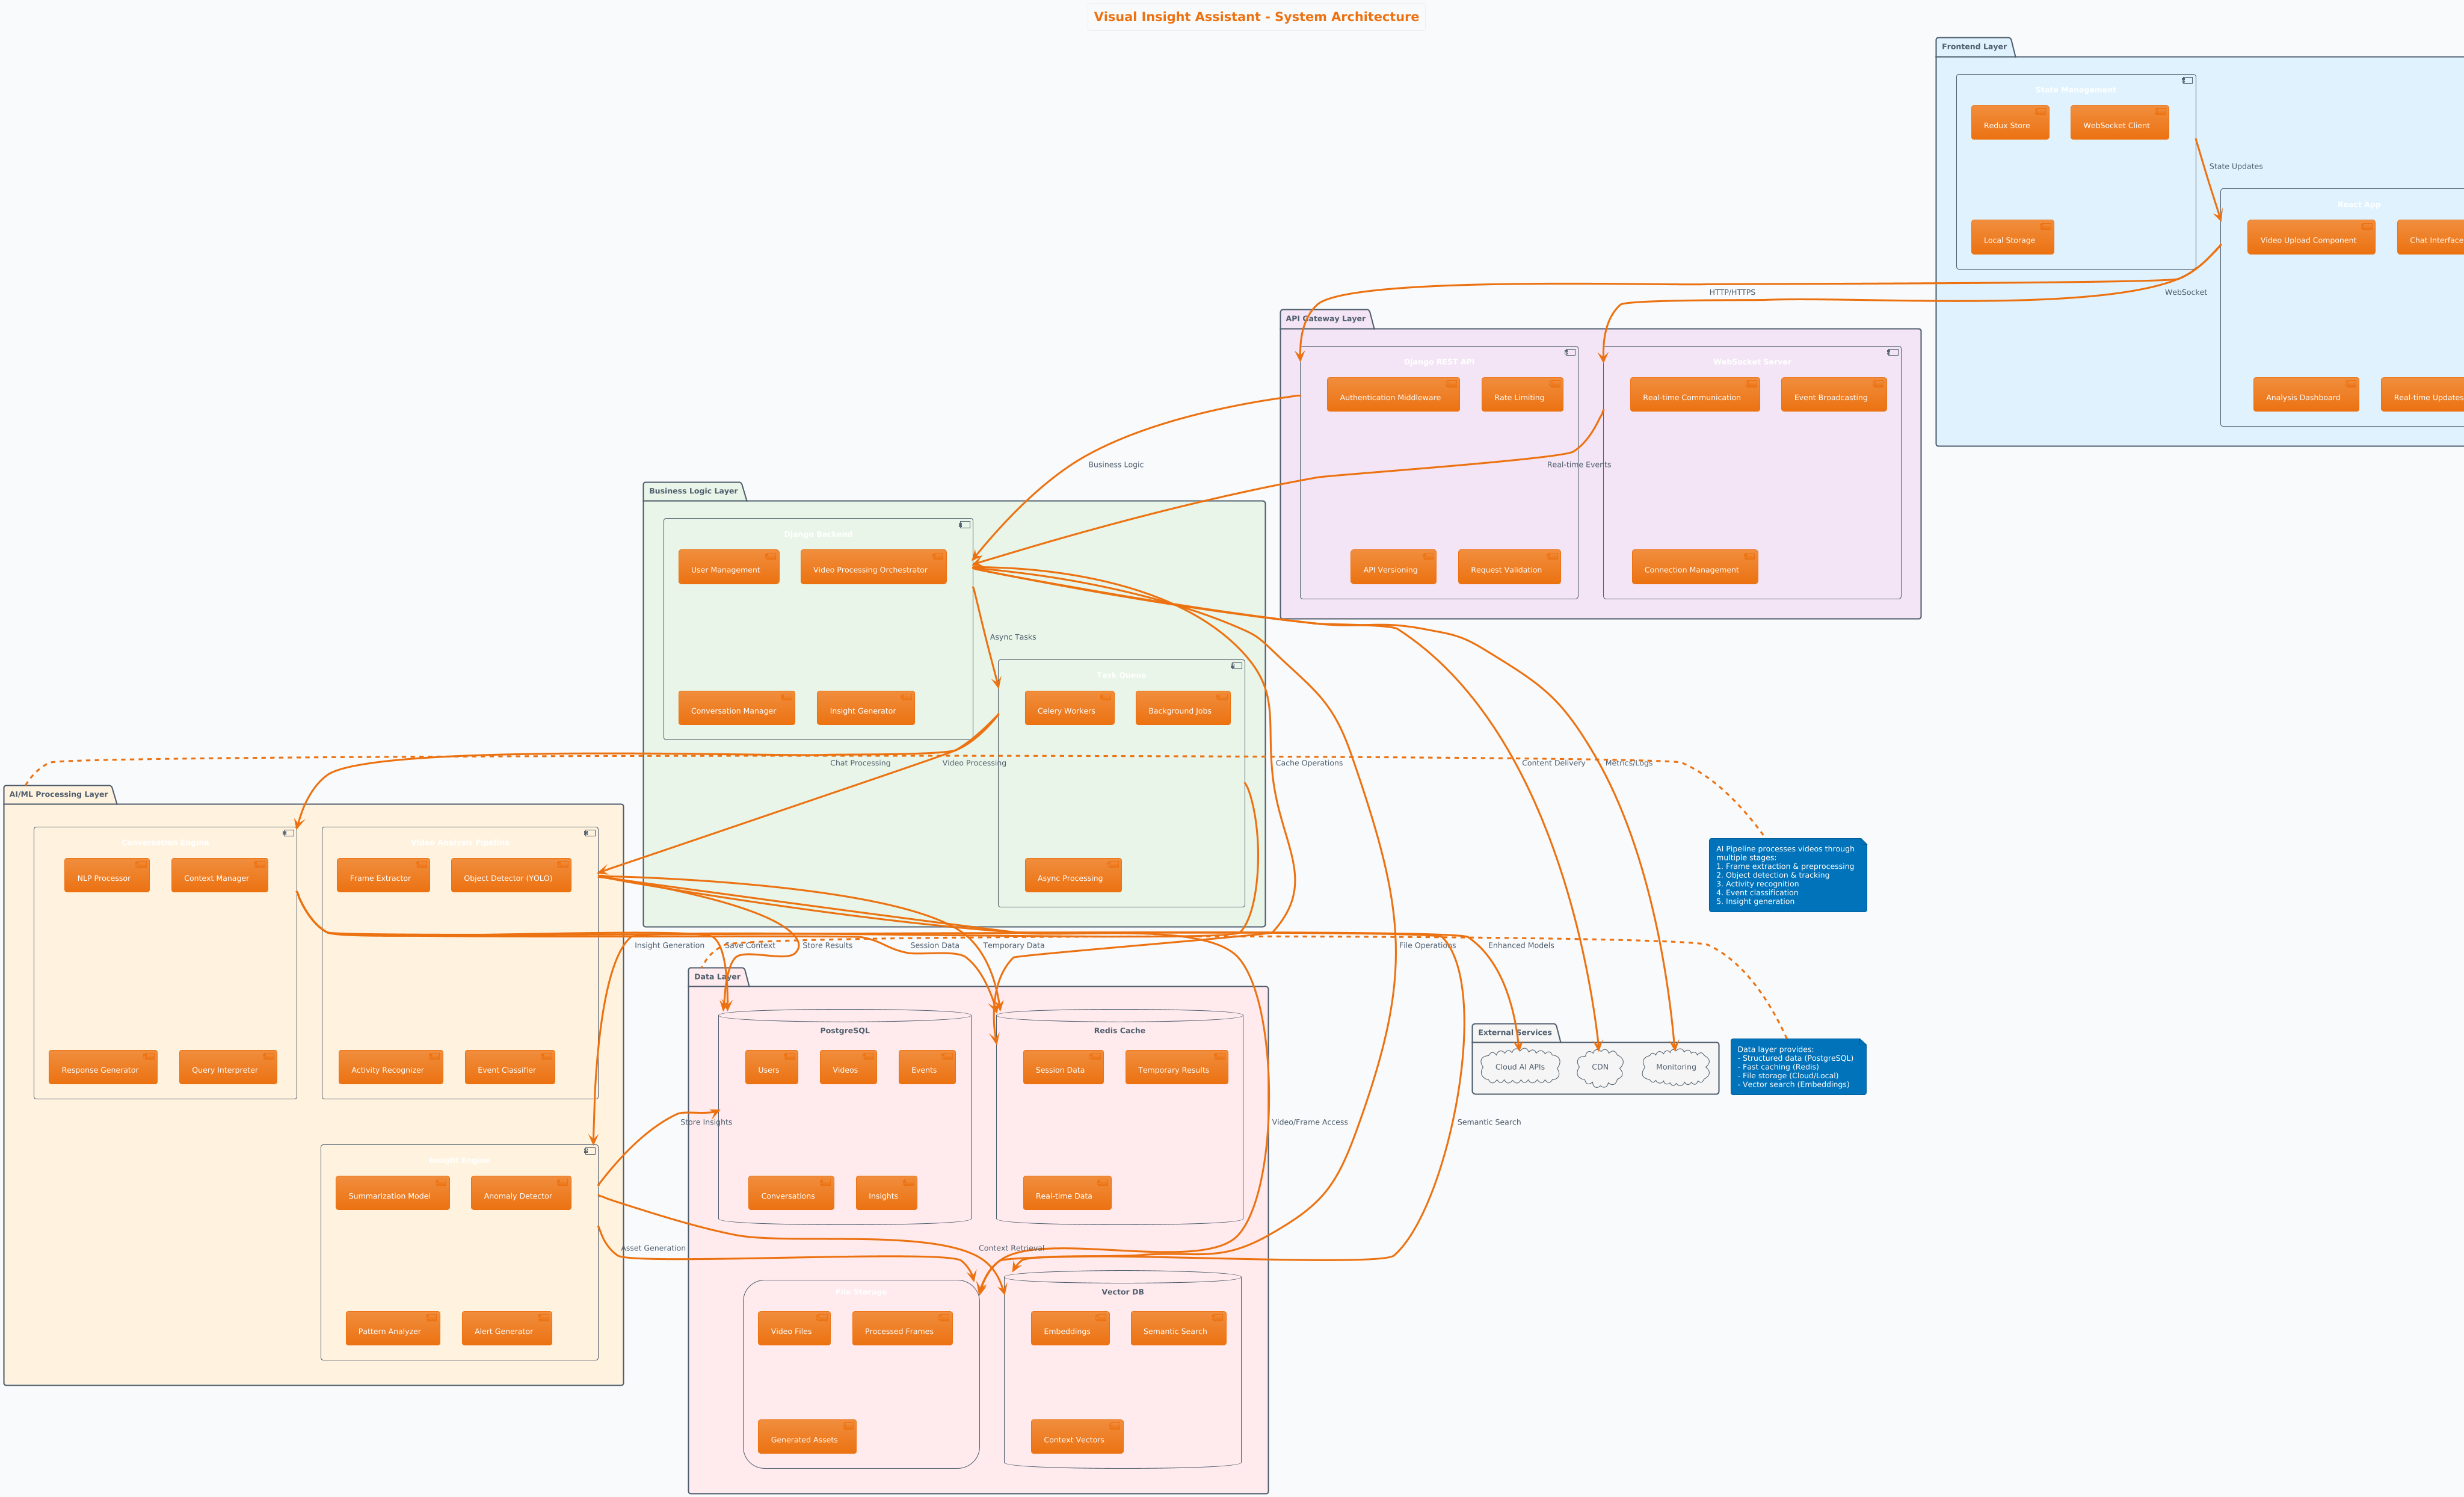 Visual Insight Assistant - System Architecture
Frontend Layer
State Management
Redux Store
WebSocket Client
Local Storage
State Updates
React App
Video Upload Component
Chat Interface
Analysis Dashboard
Real-time Updates
HTTP/HTTPS
WebSocket
API Gateway Layer
Django REST API
Authentication Middleware
Rate Limiting
API Versioning
Request Validation
WebSocket Server
Real-time Communication
Event Broadcasting
Connection Management
Business Logic
Real-time Events
Business Logic Layer
Django Backend
User Management
Video Processing Orchestrator
Conversation Manager
Insight Generator
Async Tasks
Task Queue
Celery Workers
Background Jobs
Async Processing
Chat Processing
Video Processing
Cache Operations
Content Delivery
Metrics/Logs
AI/ML Processing Layer
Conversation Engine
NLP Processor
Context Manager
Response Generator
Query Interpreter
Video Analysis Pipeline
Frame Extractor
Object Detector (YOLO)
Activity Recognizer
Event Classifier
Insight Engine
Summarization Model
Anomaly Detector
Pattern Analyzer
Alert Generator
AI Pipeline processes videos through
multiple stages:
1. Frame extraction & preprocessing
2. Object detection & tracking
3. Activity recognition
4. Event classification
5. Insight generation
Insight Generation
Save Context
Store Results
Session Data
Temporary Data
File Operations
Enhanced Models
Data Layer
PostgreSQL
Users
Videos
Events
Conversations
Insights
Redis Cache
Session Data
Temporary Results
Real-time Data
External Services
Cloud AI APIs
CDN
Monitoring
Data layer provides:
- Structured data (PostgreSQL)
- Fast caching (Redis)
- File storage (Cloud/Local)
- Vector search (Embeddings)
Store Insights
Video/Frame Access
Semantic Search
Asset Generation
Context Retrieval
File Storage
Video Files
Processed Frames
Generated Assets
Vector DB
Embeddings
Semantic Search
Context Vectors